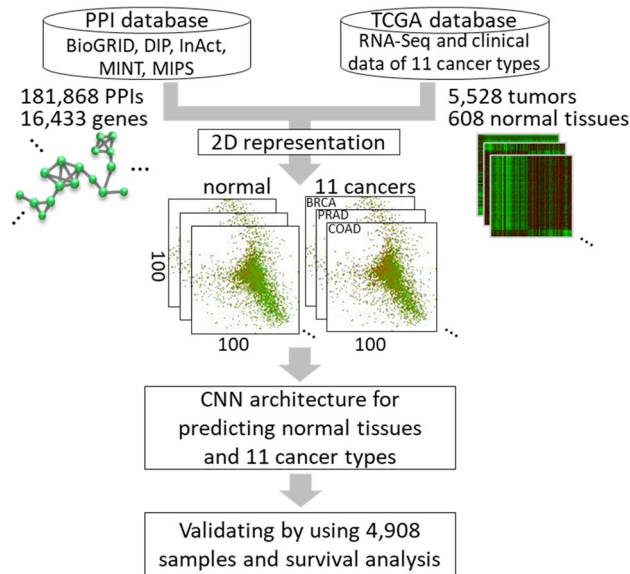 PPI database
BioGRID, DIP, InAct,
MINT, MIPS
TCGA database
RNA-Seq and clinical
data of 11 cancer types
181,868 PPIs
16,433 genes
5,528 tumors
608 normal tissues
2D representation
normal
11 cancers
BRCA
PRAD
COAD
100
100
100
CNN architecture for
predicting normal tissues
and 11 cancer types
Validating by using 4,908
samples and survival analysis